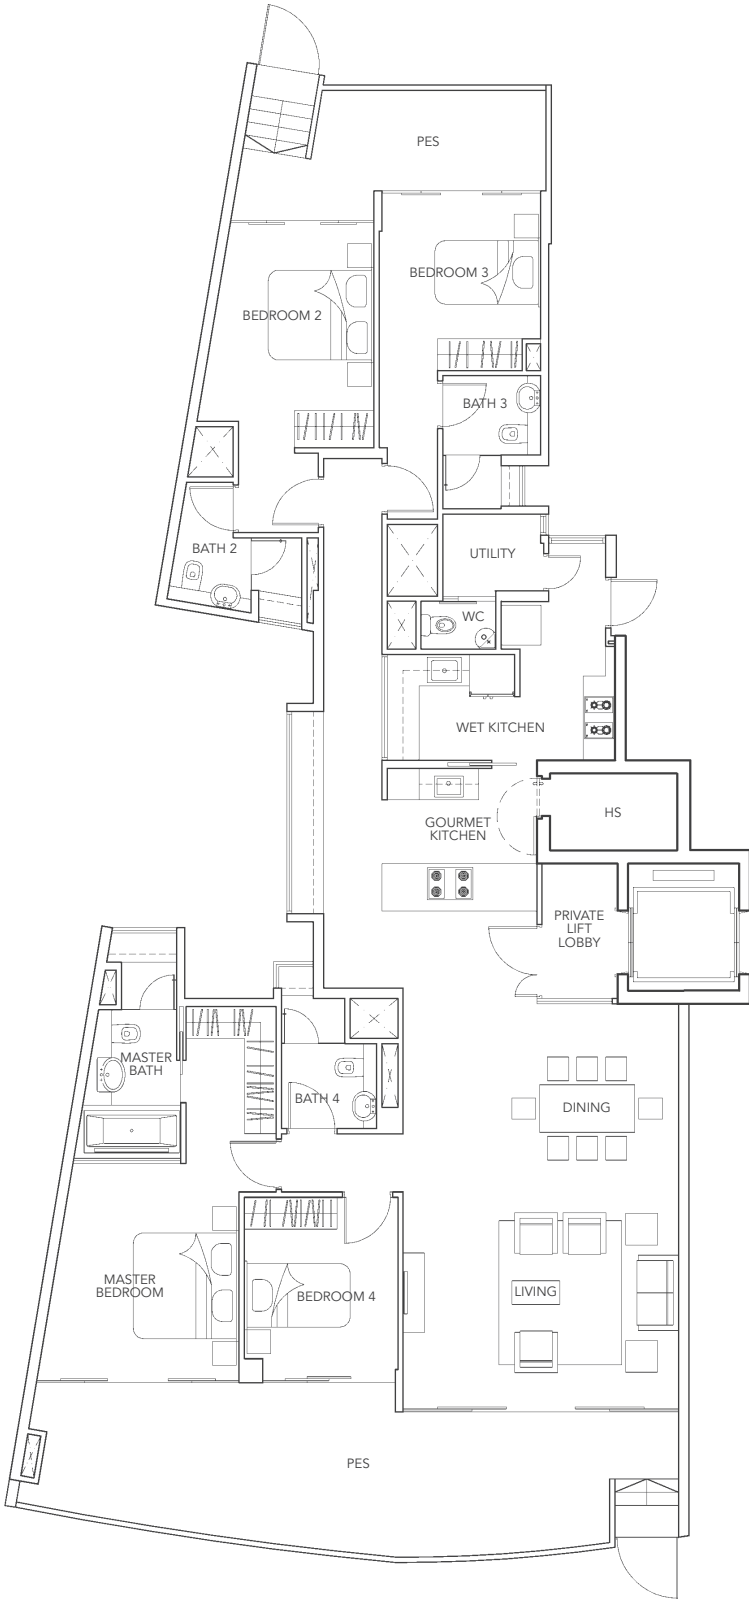 PES
BEDROOM 3
BEDROOM 2
BATH 3
BATH 2
UTILITY
WC
WET KITCHEN
HS
GOURMET
KITCHEN
PRIVATE
LIFT
LOBBY
MASTER
BATH
BATH 4
DINING
MASTER
BEDROOM
BEDROOM 4
LIVING
PES